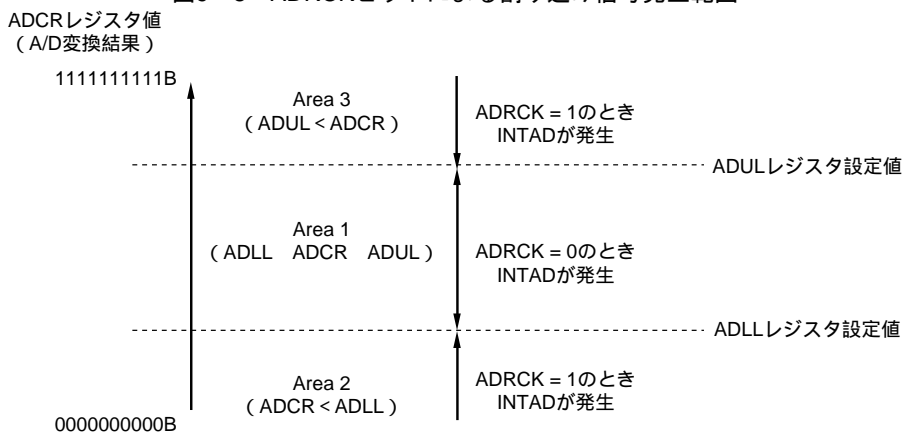 ADCRレジスタ値
(A/D変換結果)
1111111111B
Area 3
(ADUL<ADCR)
ADRCK = 1のとき
INTADが発生
ADULレジスタ設定値
Area 1
(ADLL ADCR ADUL)
ADRCK = 0のとき
INTADが発生
ADLLレジスタ設定値
Area 2
(ADCR<ADLL)
ADRCK = 1のとき
INTADが発生
0000000000B